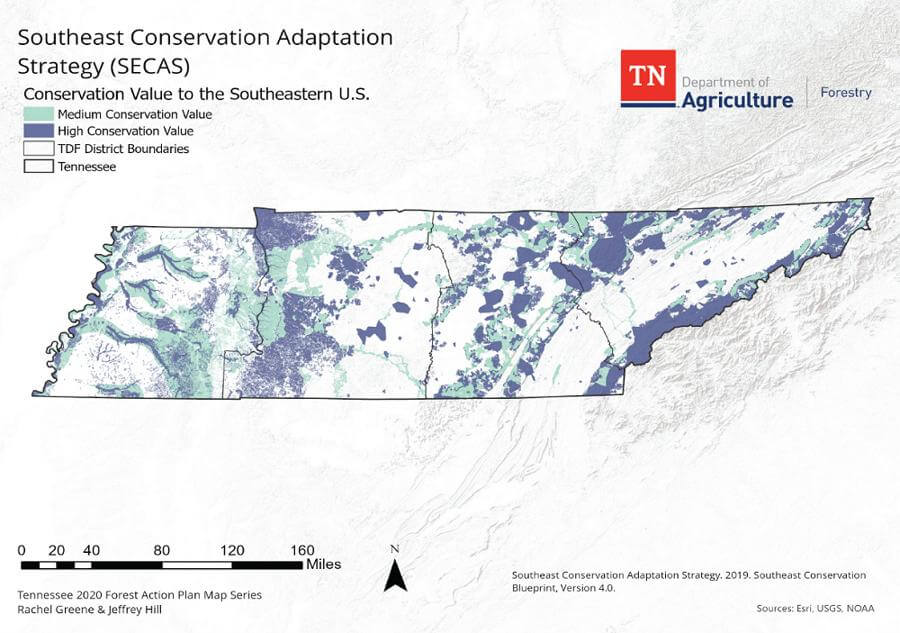 Southeast Conservation Adaptation
Strategy (SECAS)
Conservation Value to the Southeastern U.S.
Medium Conservation Value
High Conservation Value
TDF District Boundaries
Tennessee
TN
Department of
Agriculture
Forestry
0 20 40 80 120 160
Miles
N
Tennessee 2020 Forest Action Plan Map Series
Rachel Greene & Jeffrey Hill
Southeast Conservation Adaptation Strategy. 2019. Southeast Conservation
Blueprint, Version 4.0.
Sources: Esri, USGS, NOAA